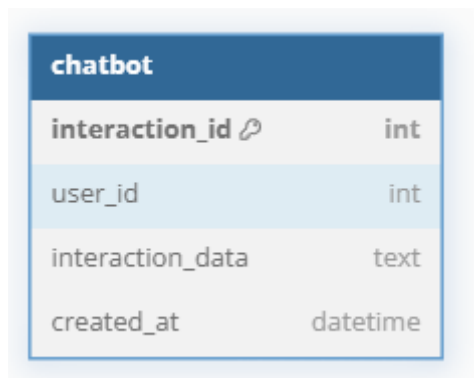 chatbot
interaction_id int
user_id int
interaction_data text
created_at datetime